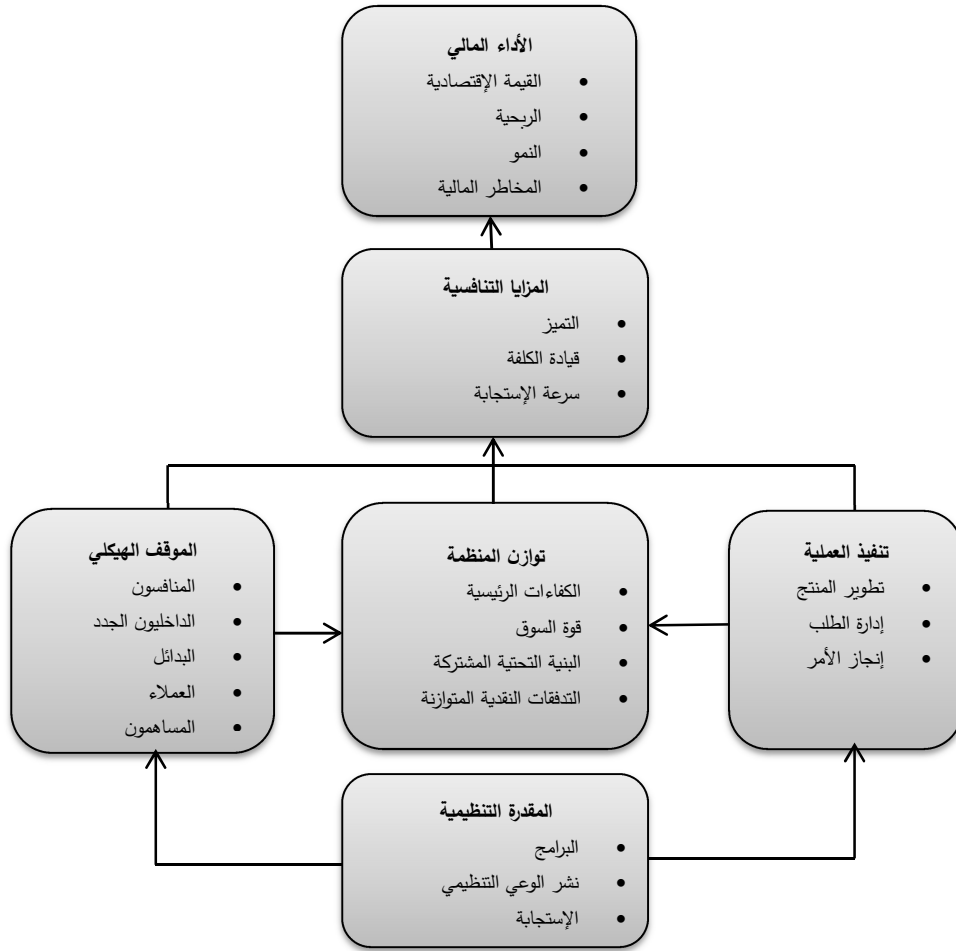 الأداء المالي
• القيمة الإقتصادية
• الربحية
• النمو
• المخاطر المالية
المزايا التنافسية
• التميز
• قيادة الكلفة
• سرعة الإستجابة
تنفيذ العملية
• تطوير المنتج
• إدارة الطلب
• إنجاز الأمر
توازن المنظمة
• الكفاءات الرئيسية
• قوة السوق
• البنية التحتية المشتركة
• التدفقات النقدية المتوازنة
الموقف الهيكلي
• المنافسون
• الداخليون الجدد
• البدائل
• العملاء
• المساهمون
المقدرة التنظيمية
• البرامج
• نشر الوعي التنظيمي
• الإستجابة